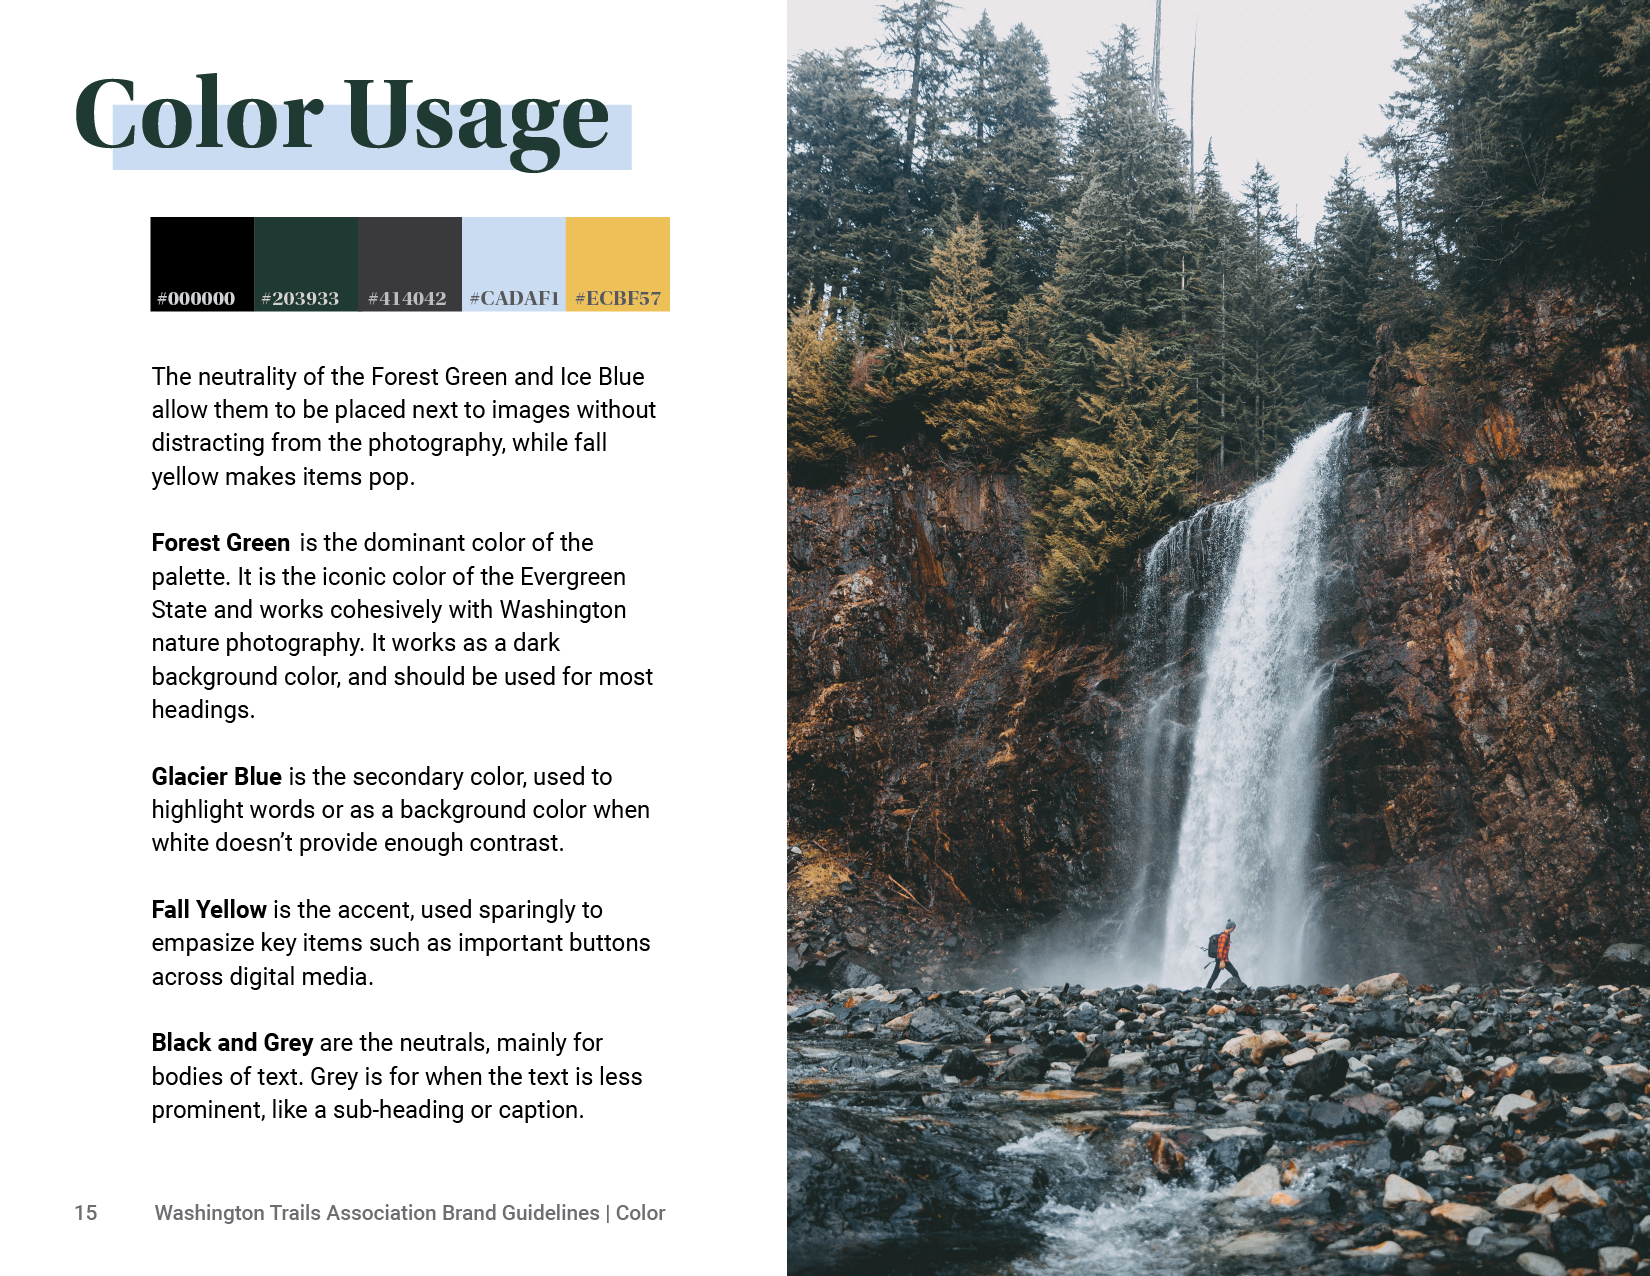 Color Usage
#000000 #203933 #414042 #CADAF1 #ECBF57
The neutrality of the Forest Green and Ice Blue
allow them to be placed next to images without
distracting from the photography, while fall
yellow makes items pop.
Forest Green is the dominant color of the
palette. It is the iconic color of the Evergreen
State and works cohesively with Washington
nature photography. It works as a dark
background color, and should be used for most
headings.
Glacier Blue is the secondary color, used to
highlight words or as a background color when
white doesn’t provide enough contrast.
Fall Yellow is the accent, used sparingly to
empasize key items such as important buttons
across digital media.
Black and Grey are the neutrals, mainly for
bodies of text. Grey is for when the text is less
prominent, like a sub-heading or caption.
15 Washington Trails Association Brand Guidelines | Color